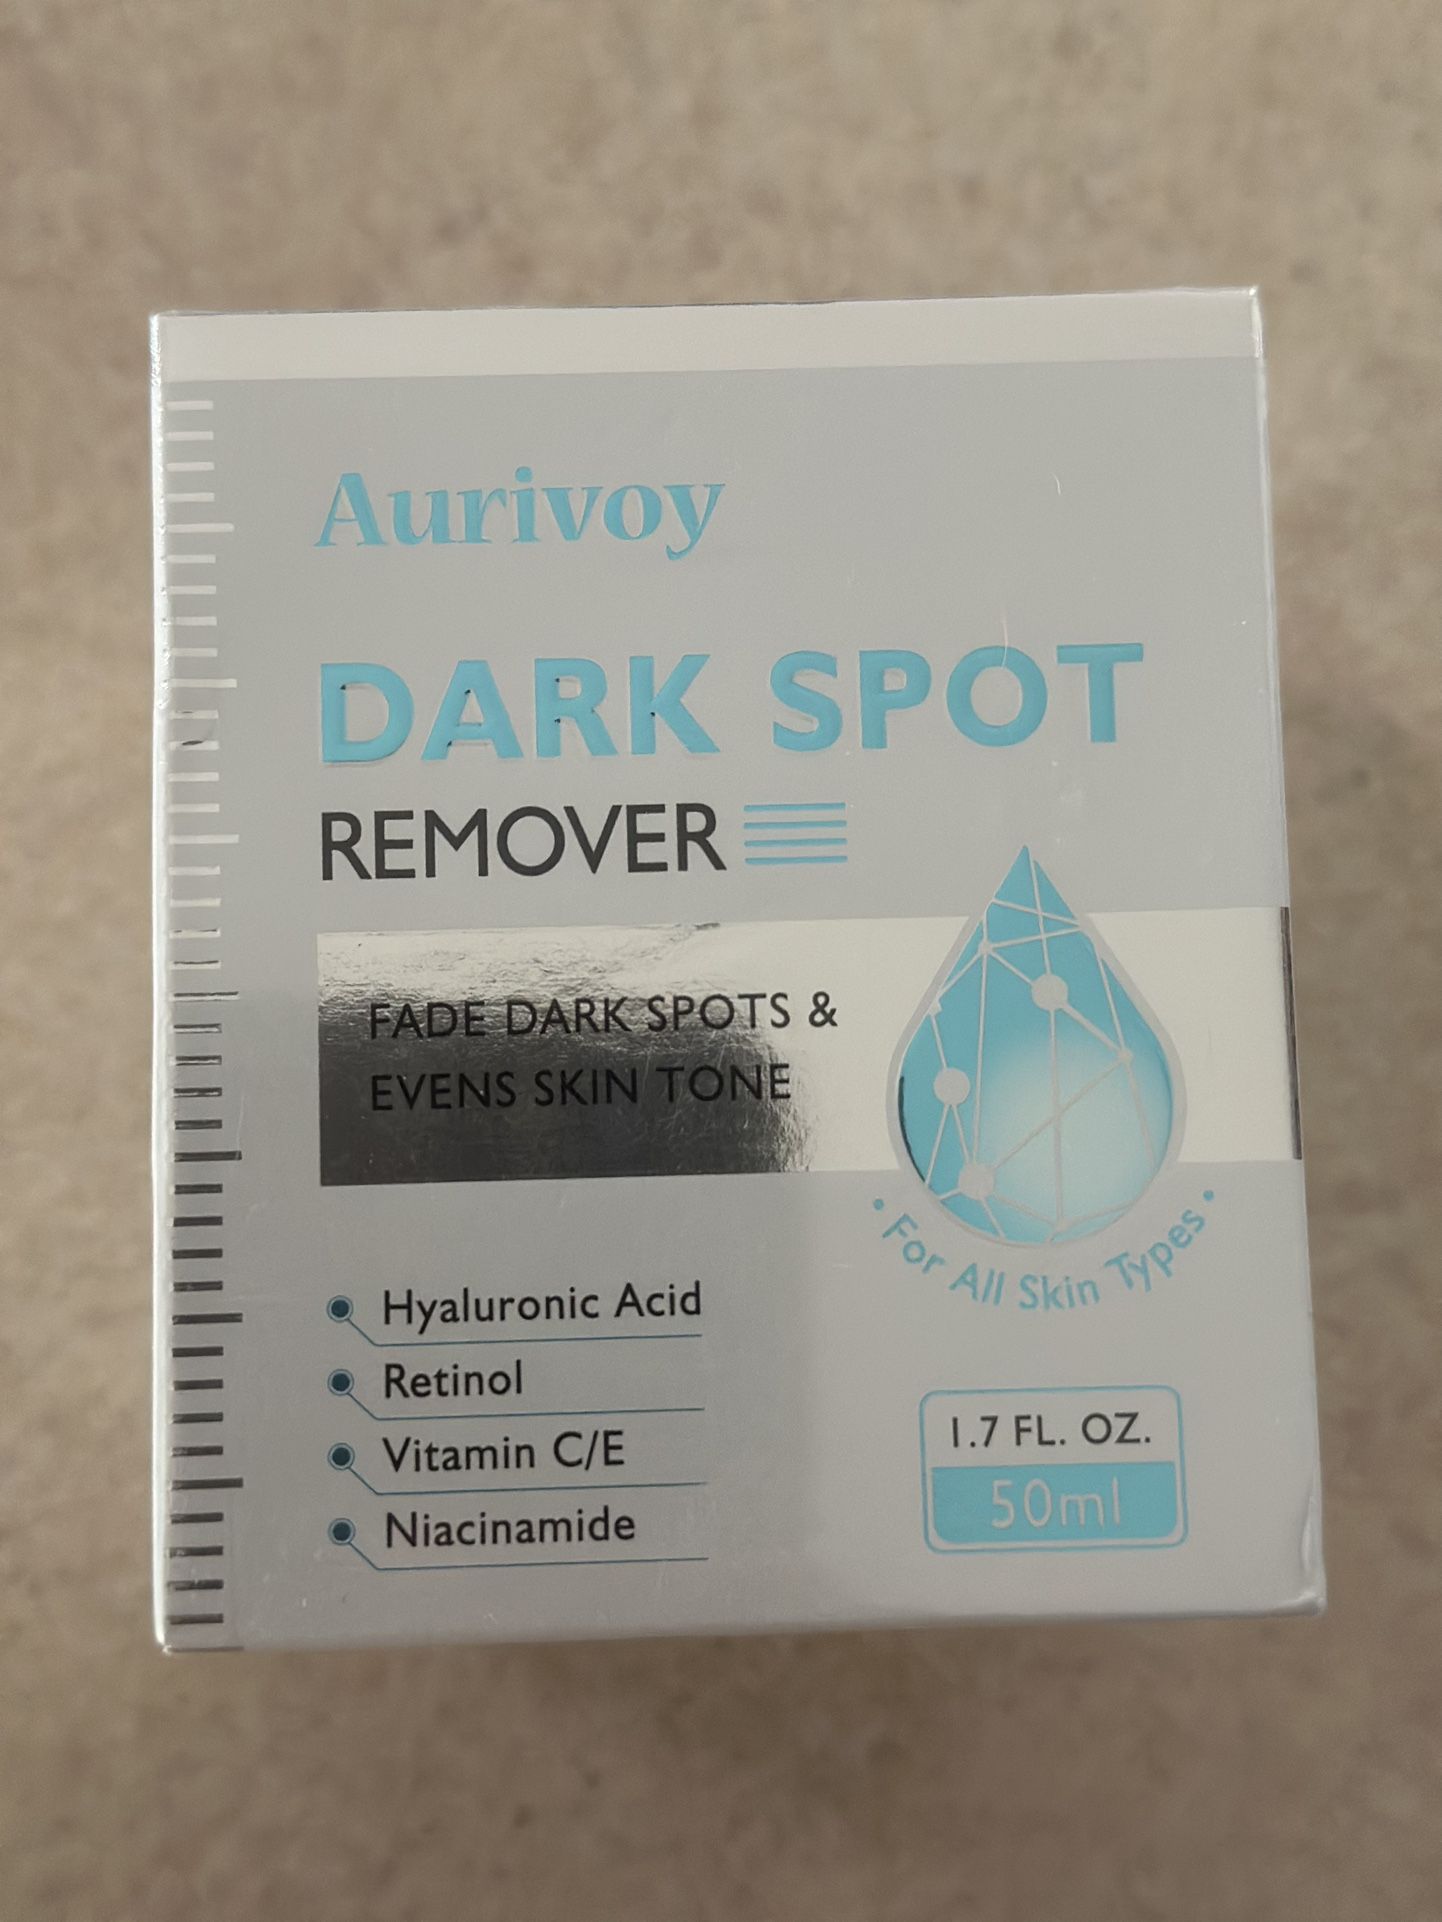 Aurivoy
DARK SPOT
REMOVER
FADE DARK SPOTS &
EVENS SKIN TONE
• For All Skin Types •
Hyaluronic Acid
Retinol
Vitamin C/E
Niacinamide
1.7 FL. OZ.
50ml